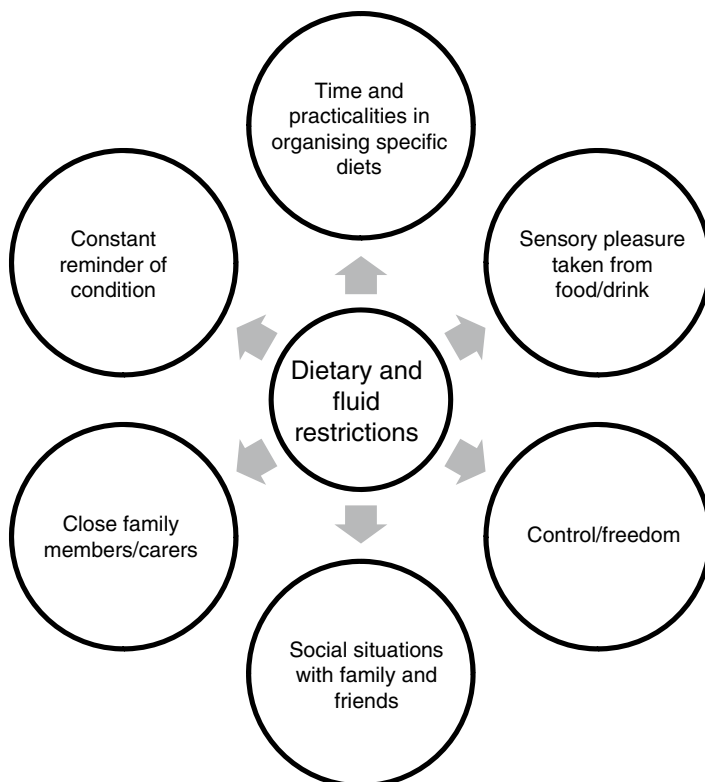 Time and
practicalities in
organising specific
diets
Constant
reminder of
condition
Sensory pleasure
taken from
food/drink
Dietary and
fluid
restrictions
Close family
members/carers
Control/freedom
Social situations
with family and
friends